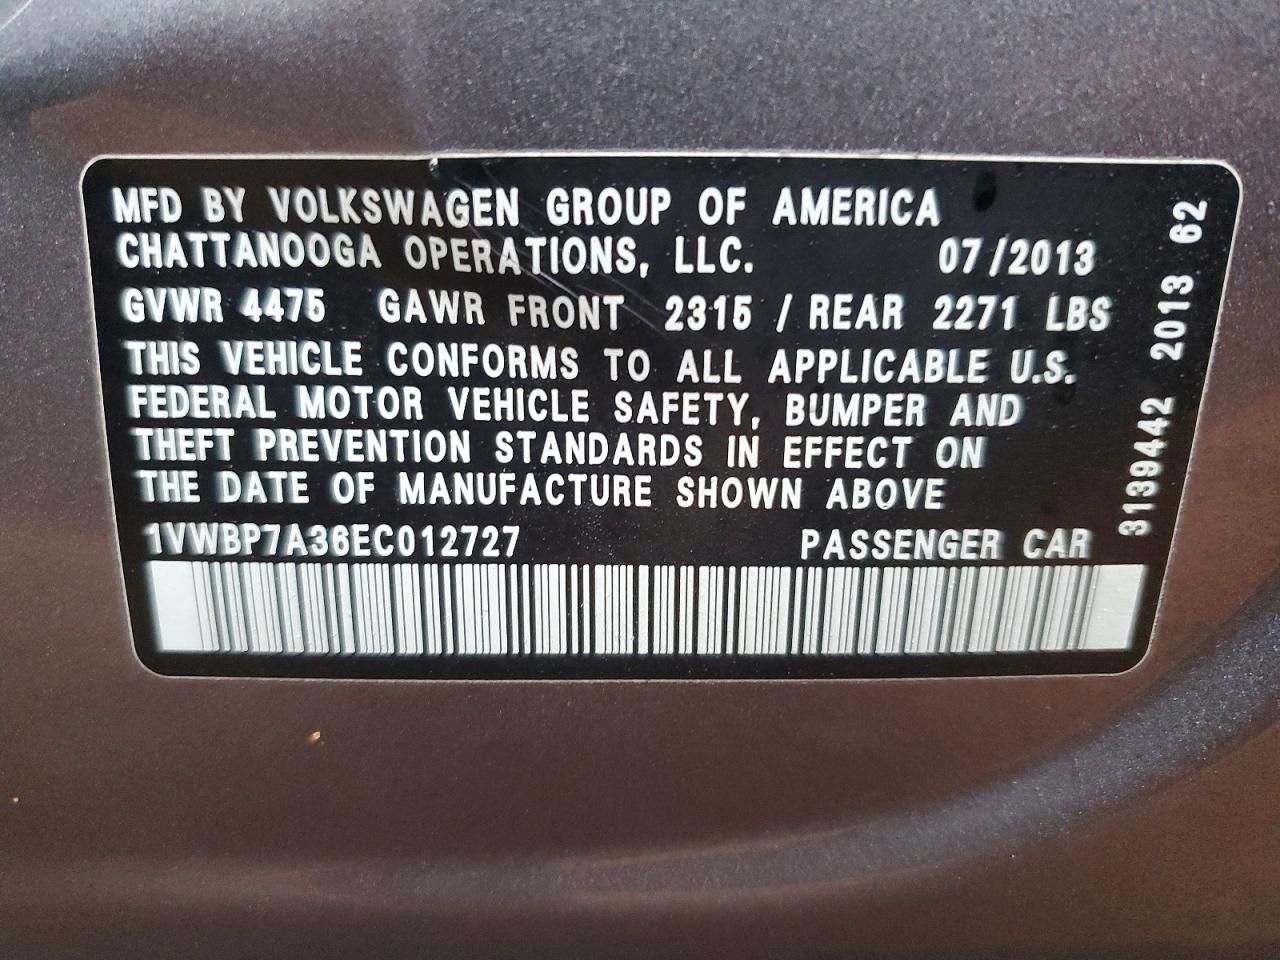 MFD BY VOLKSWAGEN GROUP OF AMERICA
CHATTANOOGA OPERATIONS, LLC. 07/2013
GVWR 4475 GAWR FRONT 2315 / REAR 2271 LBS
THIS VEHICLE CONFORMS TO ALL APPLICABLE U.S.
FEDERAL MOTOR VEHICLE SAFETY, BUMPER AND
THEFT PREVENTION STANDARDS IN EFFECT ON
THE DATE OF MANUFACTURE SHOWN ABOVE
1VWBP7A36EC012727 PASSENGER CAR
3139442 2013 62